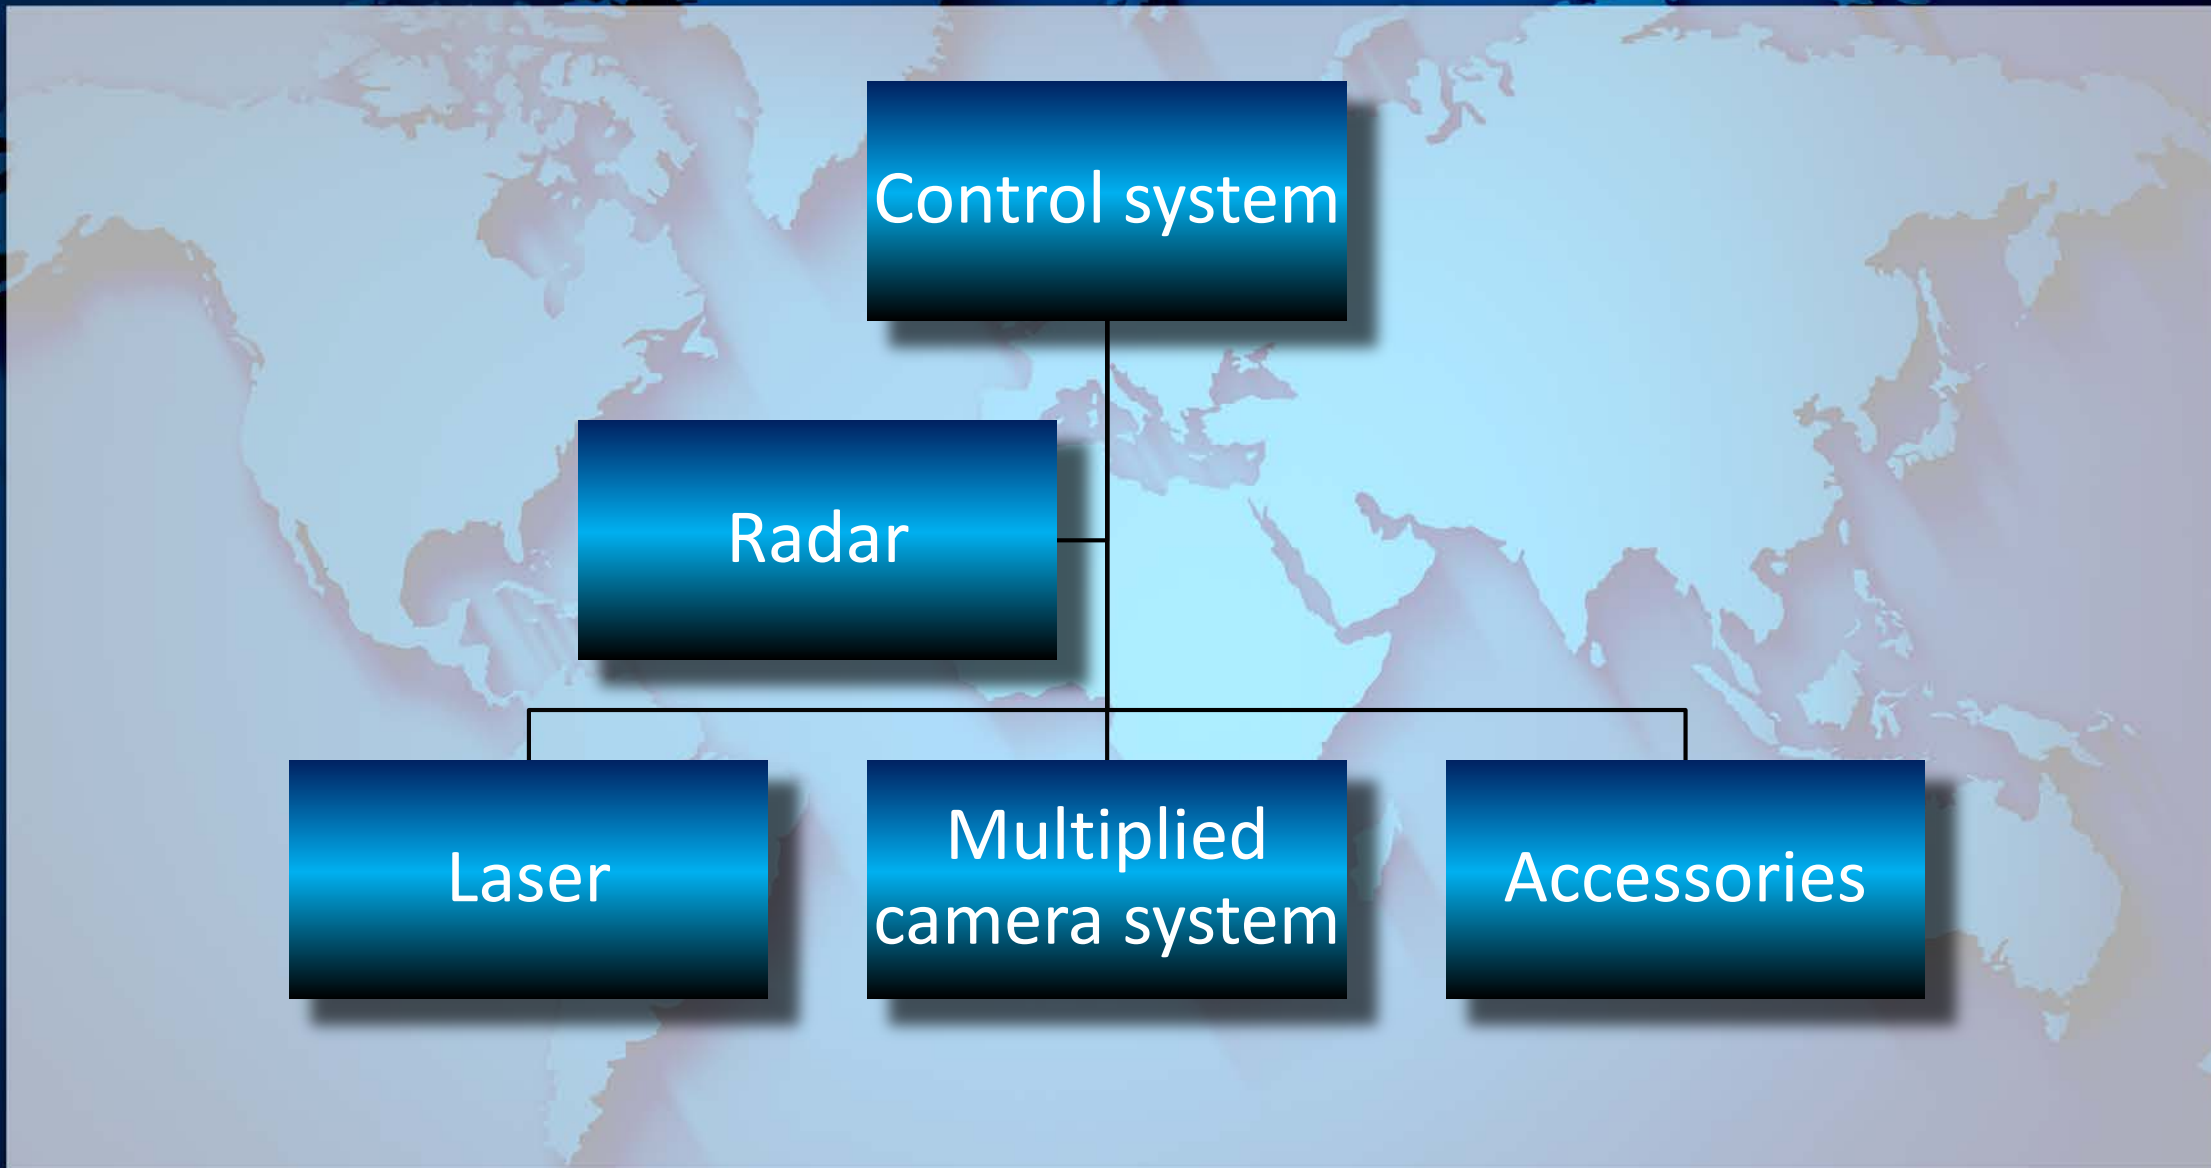 Control system
Radar
Laser
Multiplied
camera system
Accessories